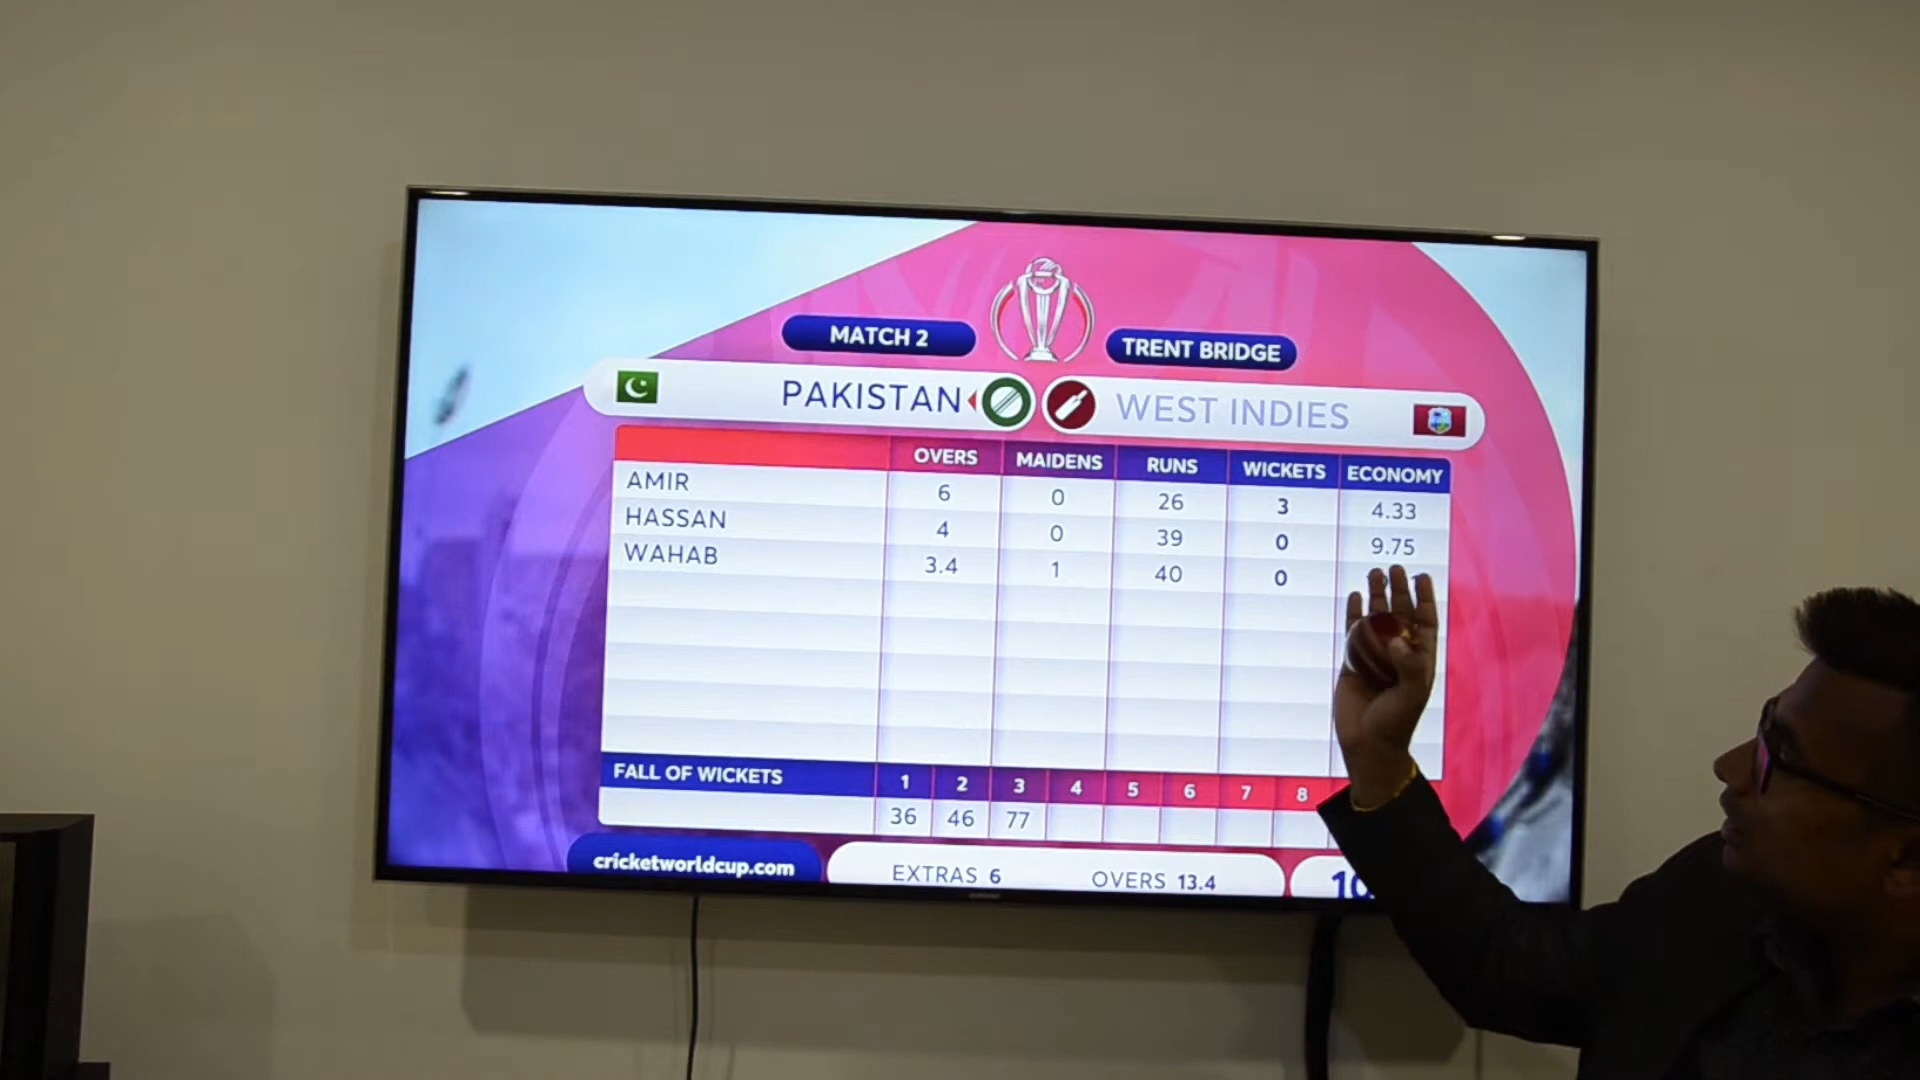 MATCH 2
TRENT BRIDGE
PAKISTAN WEST INDIES
OVERS MAIDENS RUNS WICKETS ECONOMY
AMIR 6 0 26 3 4.33
HASSAN 4 0 39 0 9.75
WAHAB 3.4 1 40 0
FALL OF WICKETS 1 2 3 4 5 6 7 8
36 46 77
cricketworldcup.com EXTRAS 6 OVERS 13.4